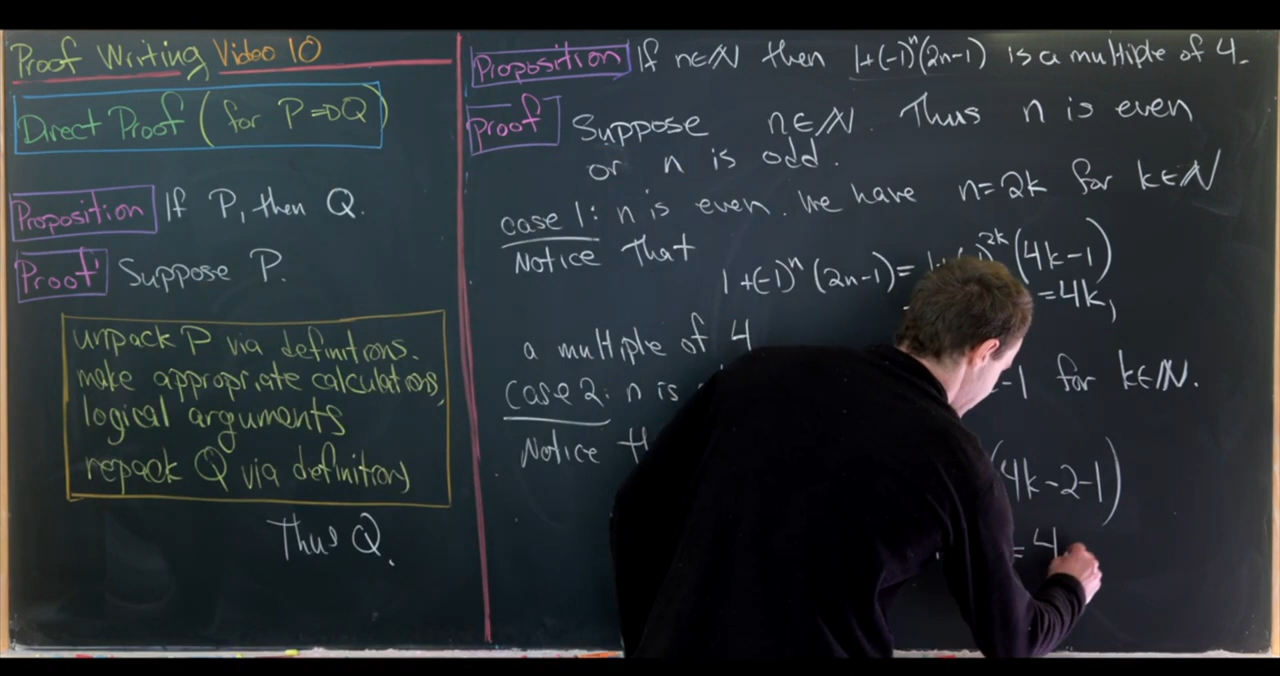 Proof Writing Video 10
Direct Proof (for P⇒Q)
Proposition If P, then Q.
Proof Suppose P.
unpack P via definitions.
make appropriate calculations,
logical arguments
repack Q via definitions
Thus Q.
Proposition If n∈ℕ then 1+(-1)ⁿ(2n-1) is a multiple of 4.
Proof Suppose n∈ℕ. Thus n is even
or n is odd.
case 1: n is even. We have n=2k for k∈ℕ
Notice That
1+(-1)ⁿ(2n-1)= 2k (4k-1)
=4k,
a multiple of 4
case 2: n is -1 for k∈ℕ.
Notice (4k-2-1)
= 4